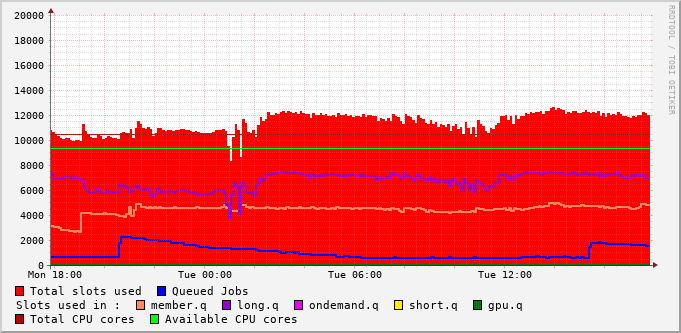 20000
18000
16000
14000
12000
10000
8000
6000
4000
2000
0
Mon 18:00 Tue 00:00 Tue 06:00 Tue 12:00
RRDTOOL / TOBI OETIKER
Total slots used Queued Jobs
Slots used in : member.q long.q ondemand.q short.q gpu.q
Total CPU cores Available CPU cores